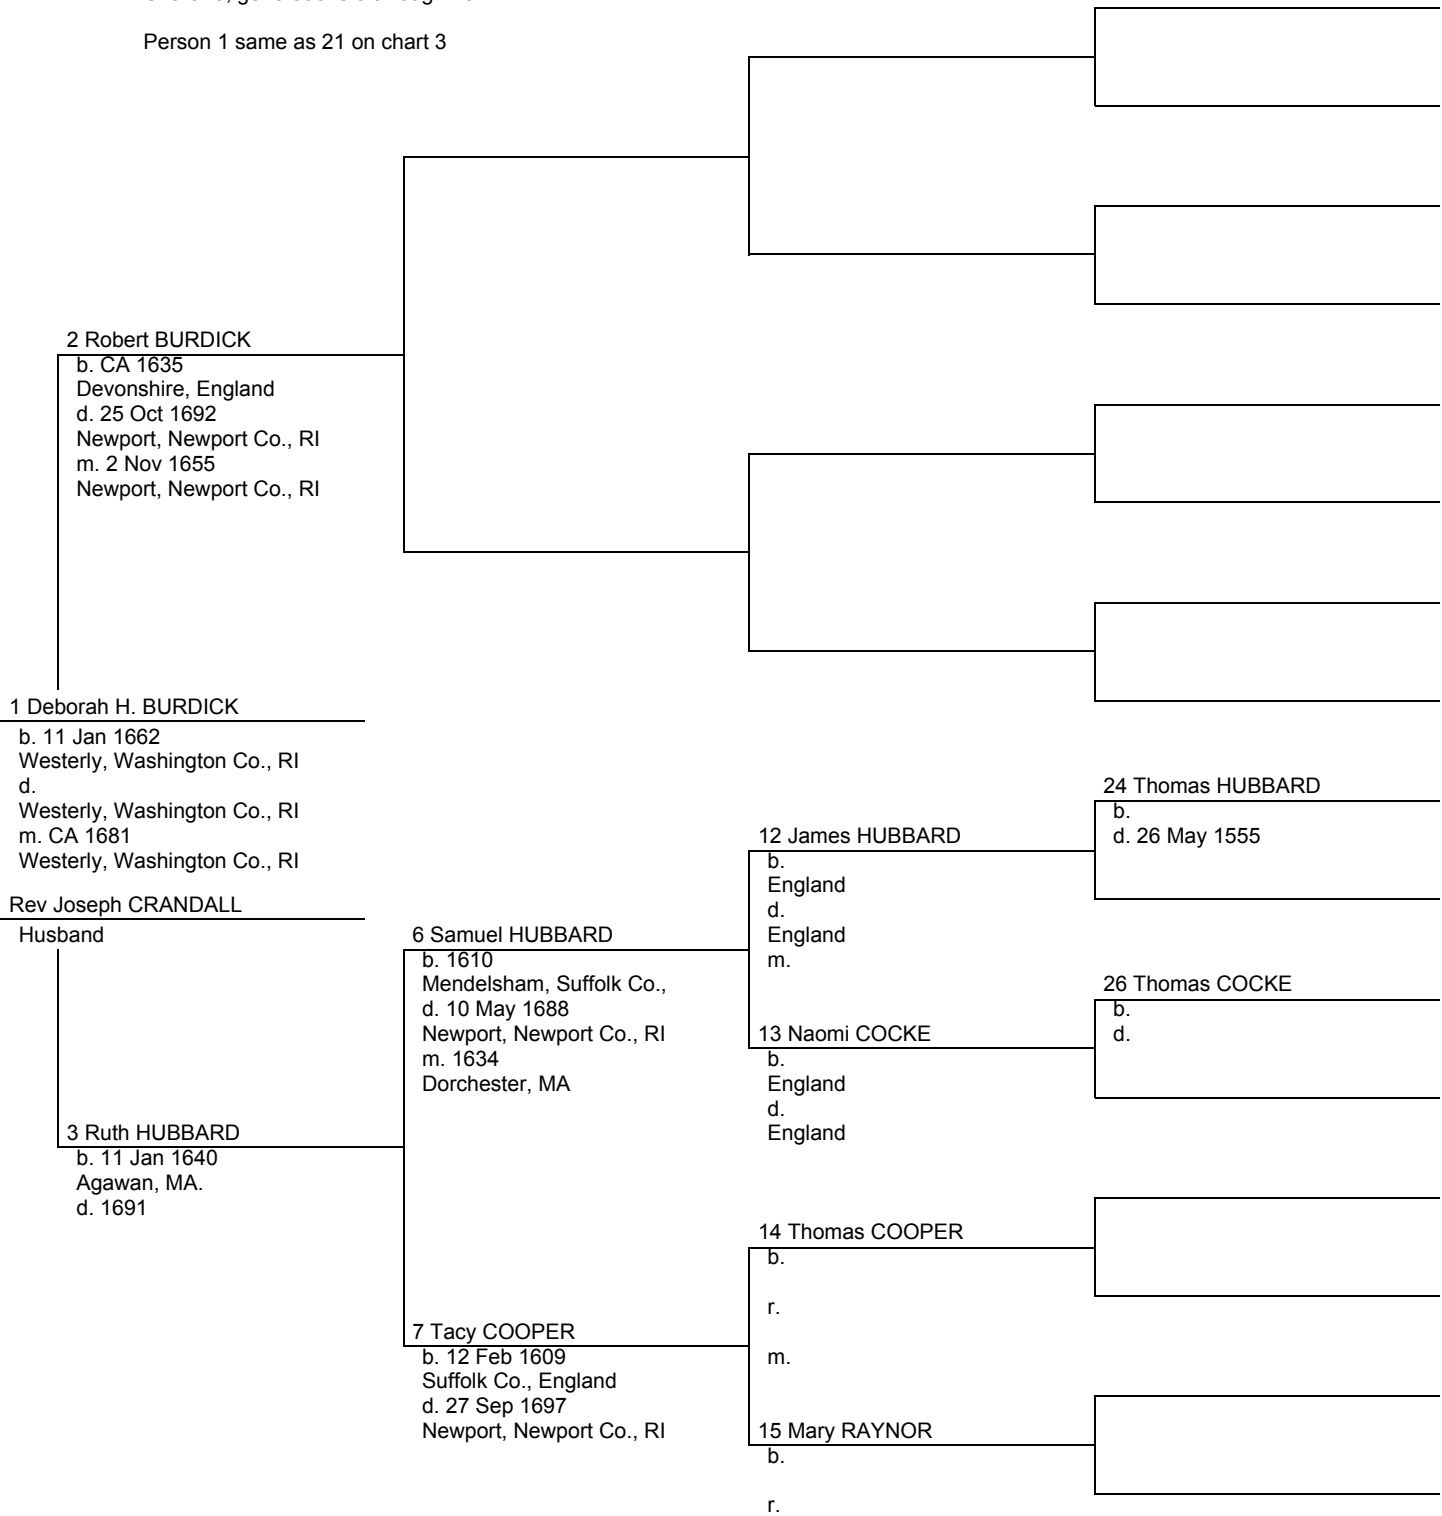 Person 1 same as 21 on chart 3
2 Robert BURDICK
b. CA 1635
Devonshire, England
d. 25 Oct 1692
Newport, Newport Co., RI
m. 2 Nov 1655
Newport, Newport Co., RI
1 Deborah H. BURDICK
b. 11 Jan 1662
Westerly, Washington Co., RI
d.
Westerly, Washington Co., RI
m. CA 1681
Westerly, Washington Co., RI
Rev Joseph CRANDALL
Husband
3 Ruth HUBBARD
b. 11 Jan 1640
Agawan, MA.
d. 1691
6 Samuel HUBBARD
b. 1610
Mendelsham, Suffolk Co.,
d. 10 May 1688
Newport, Newport Co., RI
m. 1634
Dorchester, MA
7 Tacy COOPER
b. 12 Feb 1609
Suffolk Co., England
d. 27 Sep 1697
Newport, Newport Co., RI
12 James HUBBARD
b.
England
d.
England
m.
13 Naomi COCKE
b.
England
d.
England
14 Thomas COOPER
b.
r.
m.
15 Mary RAYNOR
b.
r.
24 Thomas HUBBARD
b.
d. 26 May 1555
26 Thomas COCKE
b.
d.